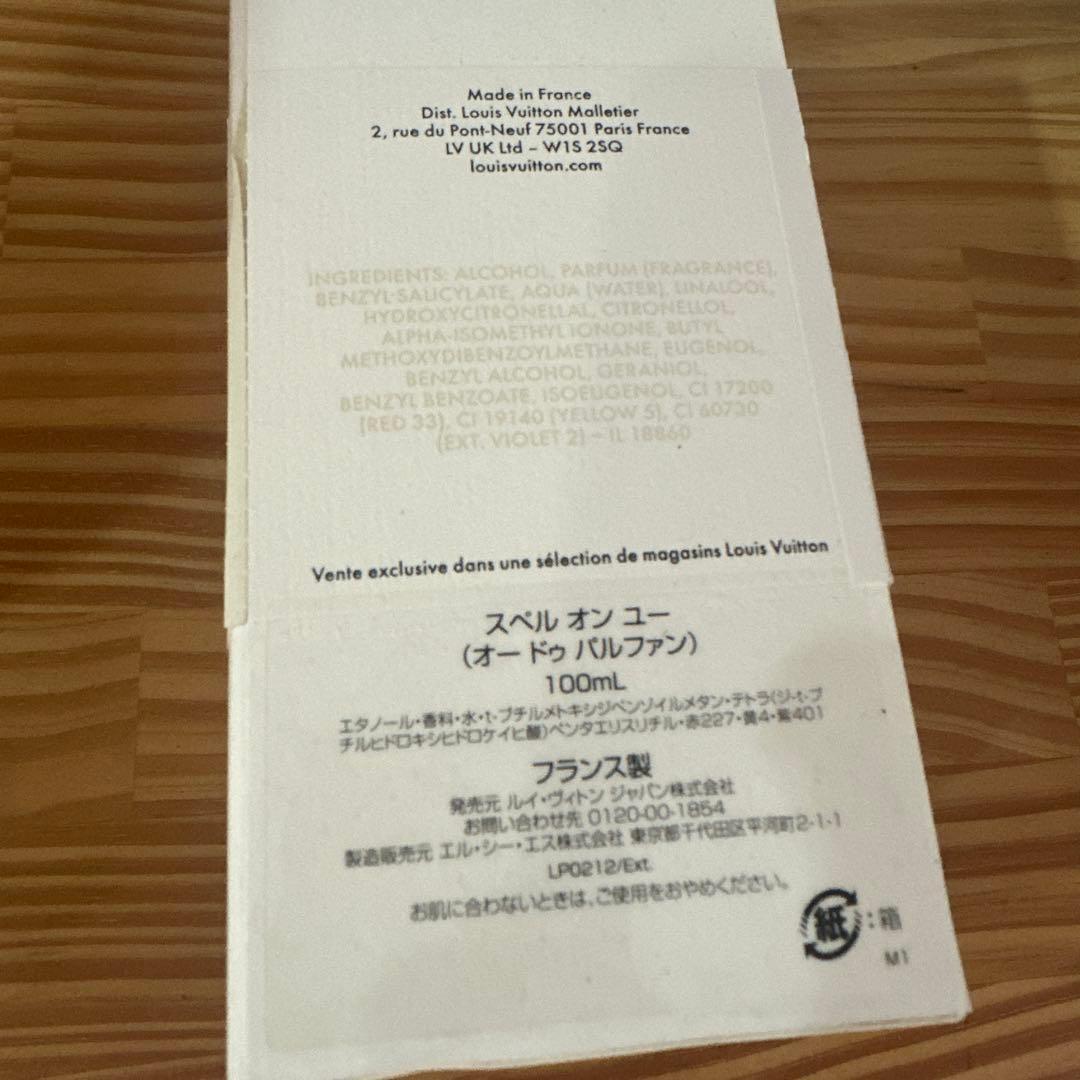 Made in France
Dist. Louis Vuitton Malletier
2, rue du Pont-Neuf 75001 Paris France
LV UK Ltd – W1S 2SQ
louisvuitton.com
INGREDIENTS: ALCOHOL, PARFUM (FRAGRANCE),
BENZYL SALICYLATE, AQUA (WATER), LINALOOL,
HYDROXYCITRONELLAL, CITRONELLOL,
ALPHA-ISOMETHYL IONONE, BUTYL
METHOXYDIBENZOYLMETHANE, EUGENOL,
BENZYL ALCOHOL, GERANIOL,
BENZYL BENZOATE, ISOEUGENOL, CI 17200
(RED 33), CI 19140 (YELLOW 5), CI 60730
(EXT. VIOLET 2) – IL 18860
Vente exclusive dans une sélection de magasins Louis Vuitton
スペル オン ユー
(オー ドゥ パルファン)
100mL
エタノール・香料・水・t-ブチルメトキシジベンゾイルメタン・テトラ(ジ-t-ブ
チルヒドロキシヒドロケイヒ酸)ペンタエリスリチル・赤227・黄4・紫401
フランス製
発売元 ルイ・ヴィトン ジャパン株式会社
お問い合わせ先 0120-00-1854
製造販売元 エル・シー・エス株式会社 東京都千代田区平河町2-1-1
LP0212/Ext.
お肌に合わないときは、ご使用をおやめください。
紙:箱
M1